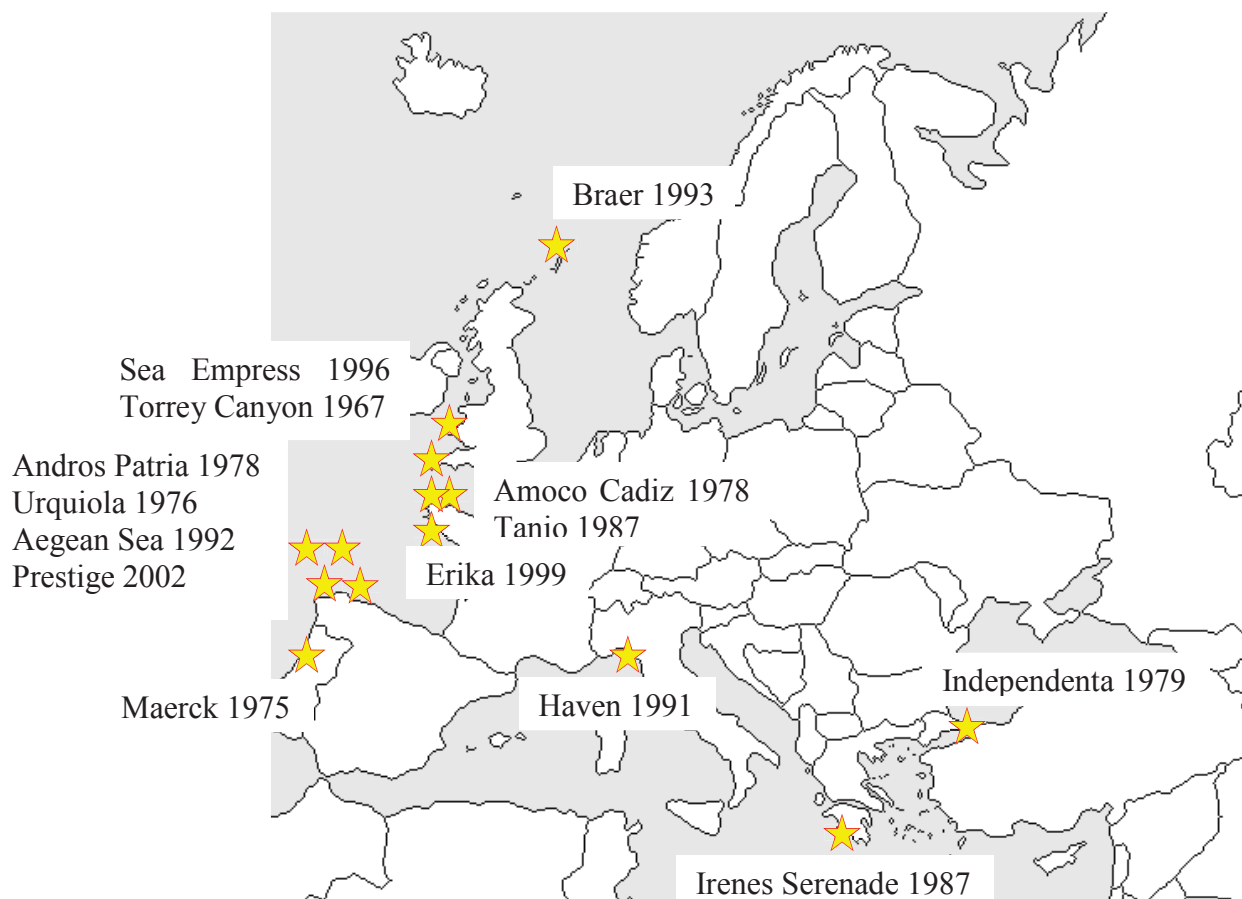 Braer 1993
Sea Empress 1996
Torrey Canyon 1967
Andros Patria 1978
Urquiola 1976
Aegean Sea 1992
Prestige 2002
Amoco Cadiz 1978
Tanio 1987
Erika 1999
Maerck 1975
Haven 1991
Independenta 1979
Irenes Serenade 1987